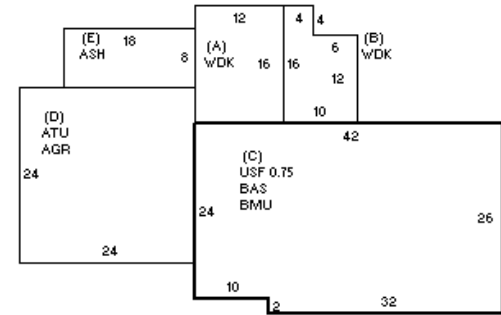 12
4
4
(E)
18
ASH
8
(A)
WDK
16
16
6
(B)
WDK
12
10
42
(D)
ATU
AGR
24
24
(C)
USF 0.75
BAS
BMU
24
26
10
2
32